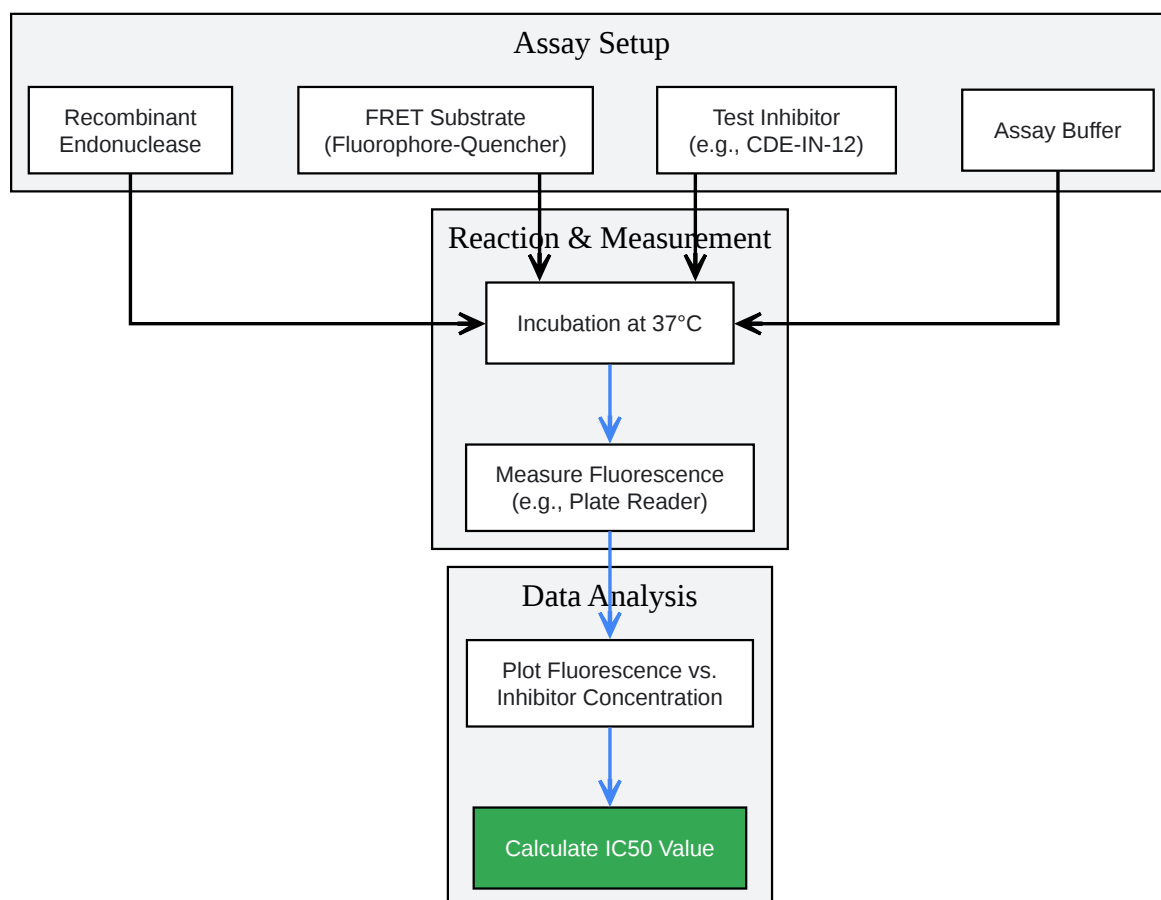 Assay Setup
Recombinant
Endonuclease
FRET Substrate
(Fluorophore-Quencher)
Test Inhibitor
(e.g., CDE-IN-12)
Assay Buffer
Reaction & Measurement
Incubation at 37°C
Measure Fluorescence
(e.g., Plate Reader)
Data Analysis
Plot Fluorescence vs.
Inhibitor Concentration
Calculate IC50 Value